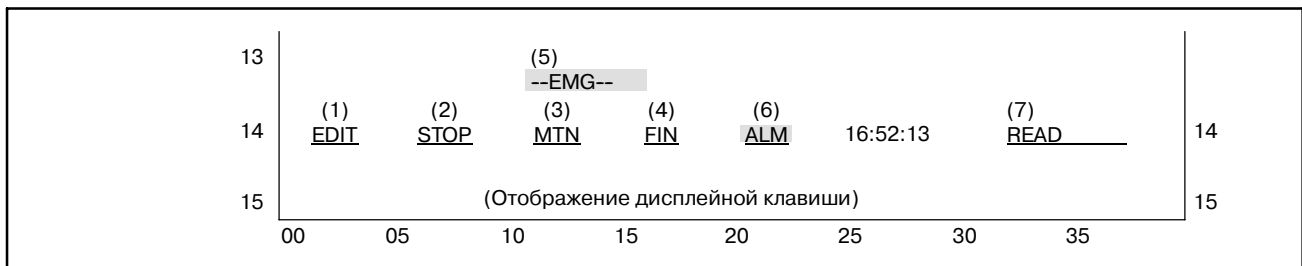 13 (5)
--EMG--
(1) (2) (3) (4) (6) (7)
14 EDIT STOP MTN FIN ALM 16:52:13 READ 14
15 (Отображение дисплейной клавиши) 15
00 05 10 15 20 25 30 35